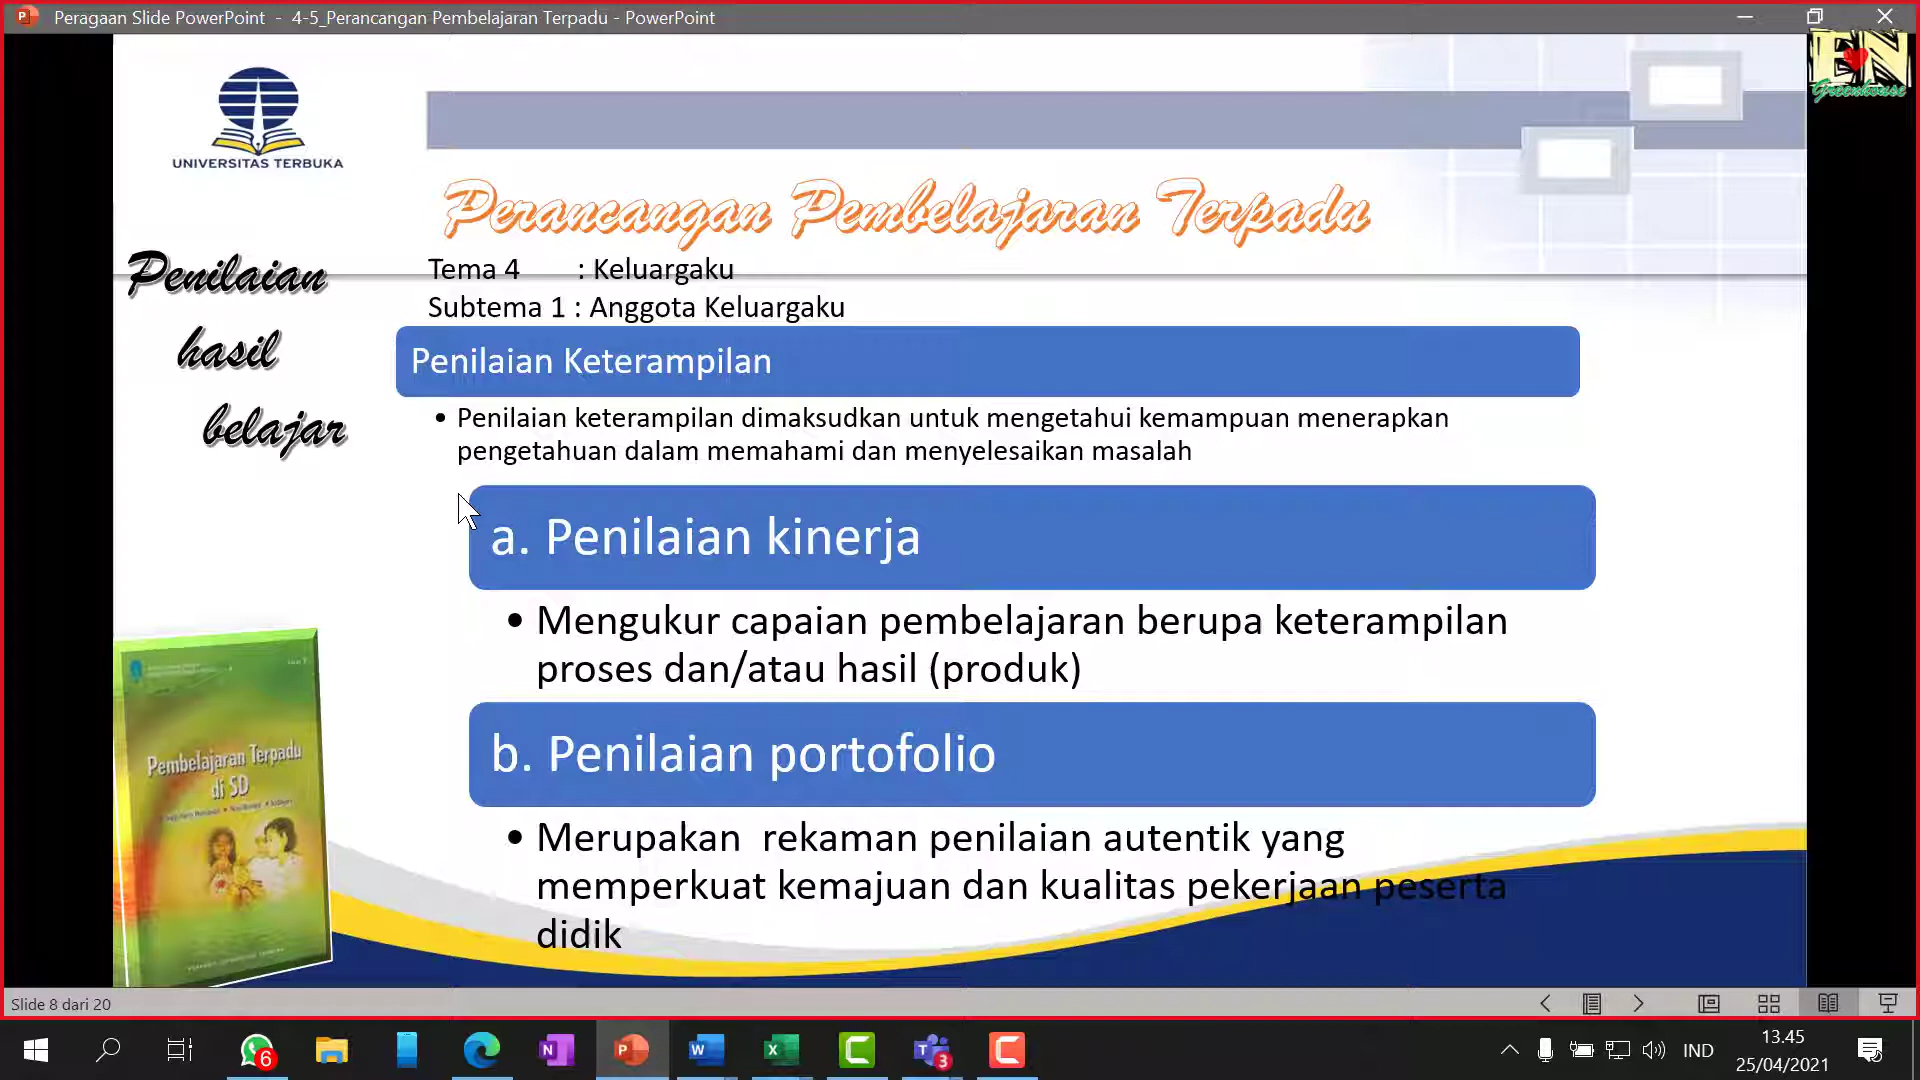 Peragaan Slide PowerPoint - 4-5_Perancangan Pembelajaran Terpadu - PowerPoint
EN
Greenhouse
UNIVERSITAS TERBUKA
Perancangan Pembelajaran Terpadu
Penilaian
hasil
belajar
Tema 4 : Keluargaku
Subtema 1 : Anggota Keluargaku
Penilaian Keterampilan
• Penilaian keterampilan dimaksudkan untuk mengetahui kemampuan menerapkan
pengetahuan dalam memahami dan menyelesaikan masalah
a. Penilaian kinerja
• Mengukur capaian pembelajaran berupa keterampilan
proses dan/atau hasil (produk)
b. Penilaian portofolio
• Merupakan rekaman penilaian autentik yang
memperkuat kemajuan dan kualitas pekerjaan peserta
didik
Pembelajaran Terpadu
di SD
Slide 8 dari 20
6
3
IND
13.45
25/04/2021